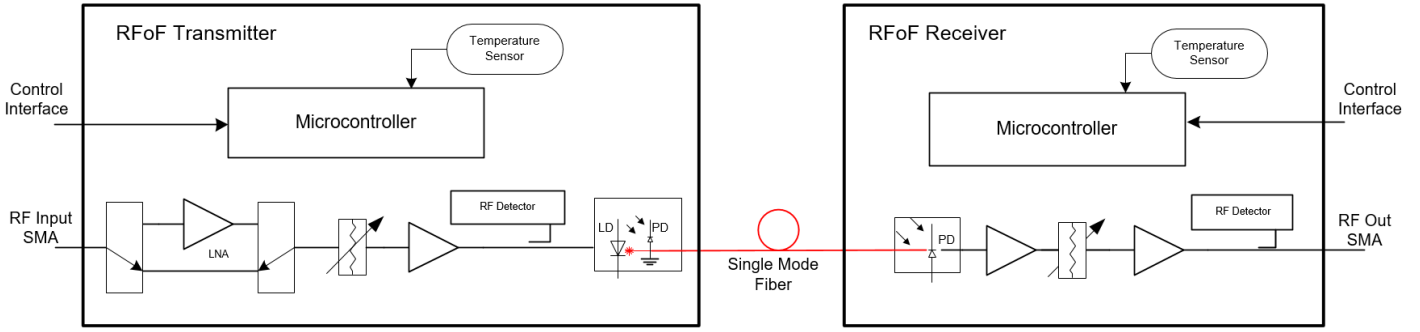 RFoF Transmitter
Temperature
Sensor
Control
Interface
Microcontroller
RF Input
SMA
LNA
RF Detector
LD
PD
Single Mode
Fiber
RFoF Receiver
Temperature
Sensor
Control
Interface
Microcontroller
PD
RF Detector
RF Out
SMA